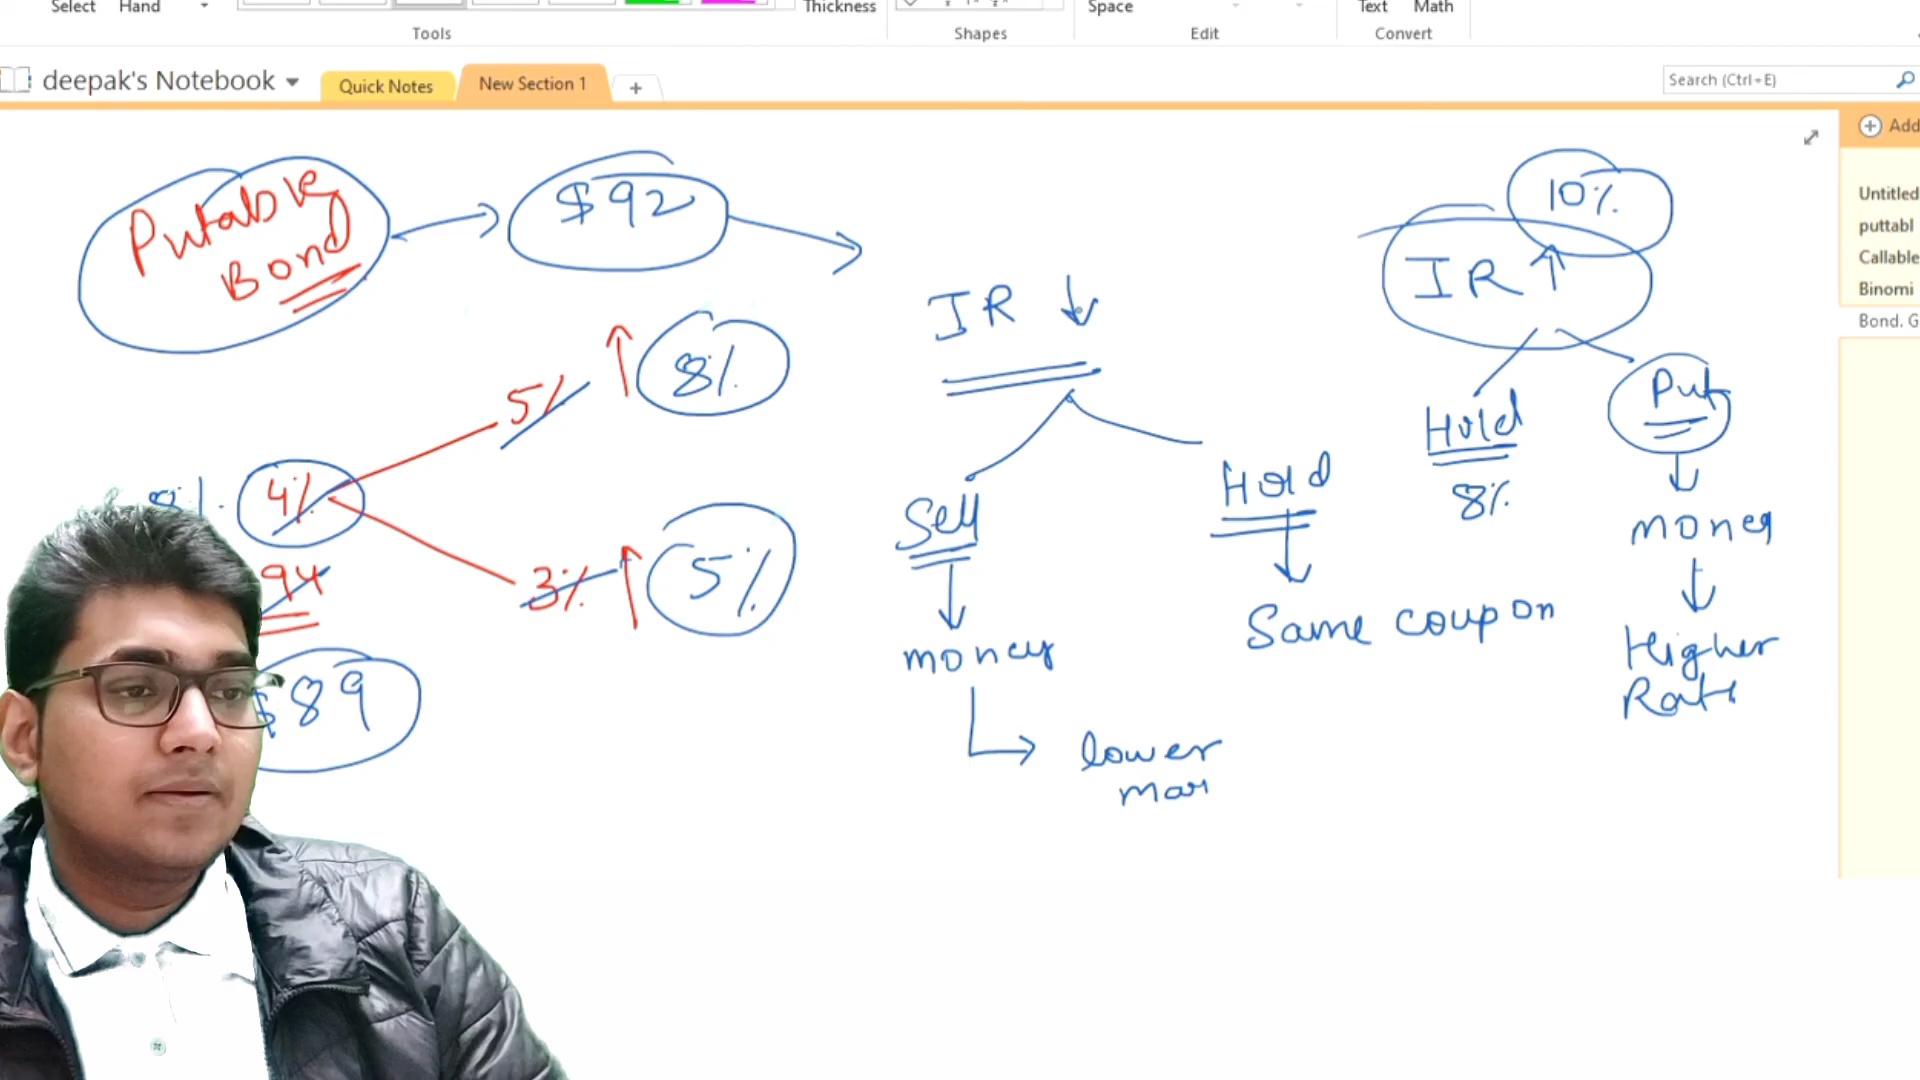 Select Hand
Thickness
Space
Text Math
Tools
Shapes
Edit
Convert
deepak's Notebook
Quick Notes
New Section 1
+
Search (Ctrl+E)
Add
Untitled
puttabl
Callable
Binomi
Bond. G
Putable
Bond
$92
5%
8%
8%
4%
94
3%
5%
$89
IR ↓
Sell
money
lower
mar
Hold
Same coupon
10%
IR ↑
Hold
8%
Put
money
Higher
Rate